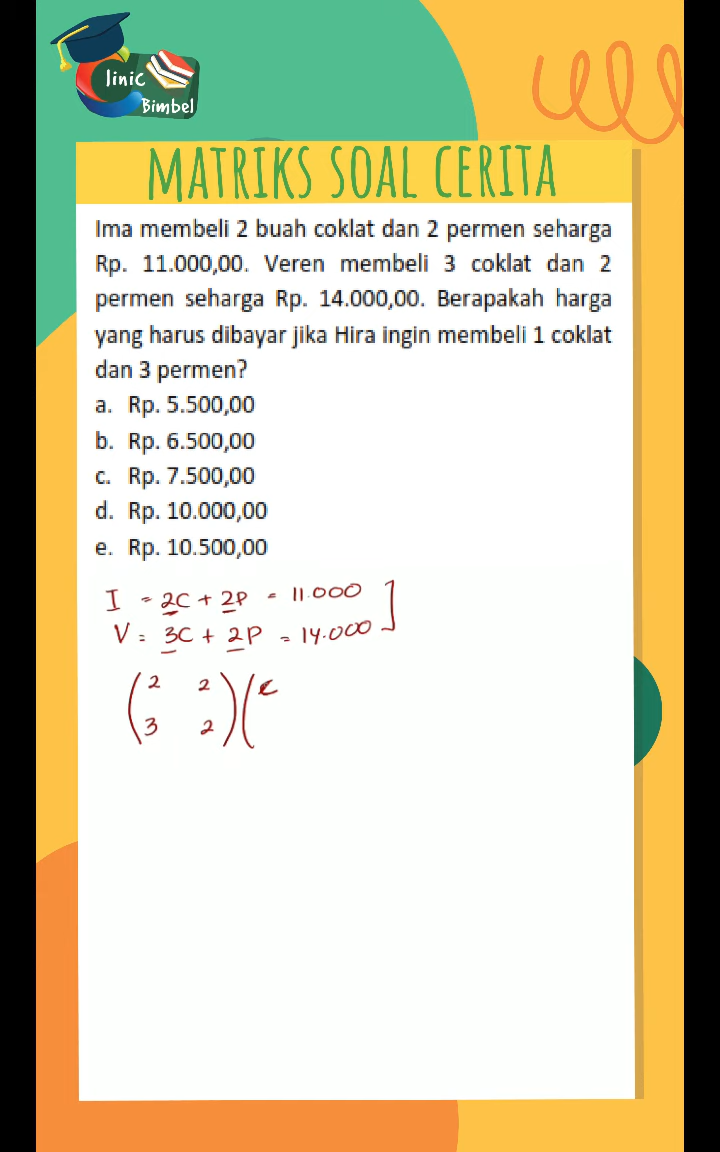 linic
Bimbel
MATRIKS SOAL CERITA
Ima membeli 2 buah coklat dan 2 permen seharga
Rp. 11.000,00. Veren membeli 3 coklat dan 2
permen seharga Rp. 14.000,00. Berapakah harga
yang harus dibayar jika Hira ingin membeli 1 coklat
dan 3 permen?
a. Rp. 5.500,00
b. Rp. 6.500,00
c. Rp. 7.500,00
d. Rp. 10.000,00
e. Rp. 10.500,00
I = 2C + 2P = 11.000 ]
V = 3C + 2P = 14.000
( 2 2 ) ( c
3 2